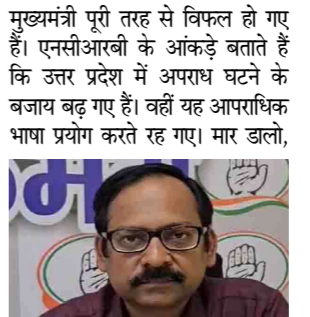 मुख्यमंत्री पूरी तरह से विफल हो गए
हैं। एनसीआरबी के आंकड़े बताते हैं
कि उत्तर प्रदेश में अपराध घटने के
बजाय बढ़ गए हैं। वहीं यह आपराधिक
भाषा प्रयोग करते रह गए। मार डालो,